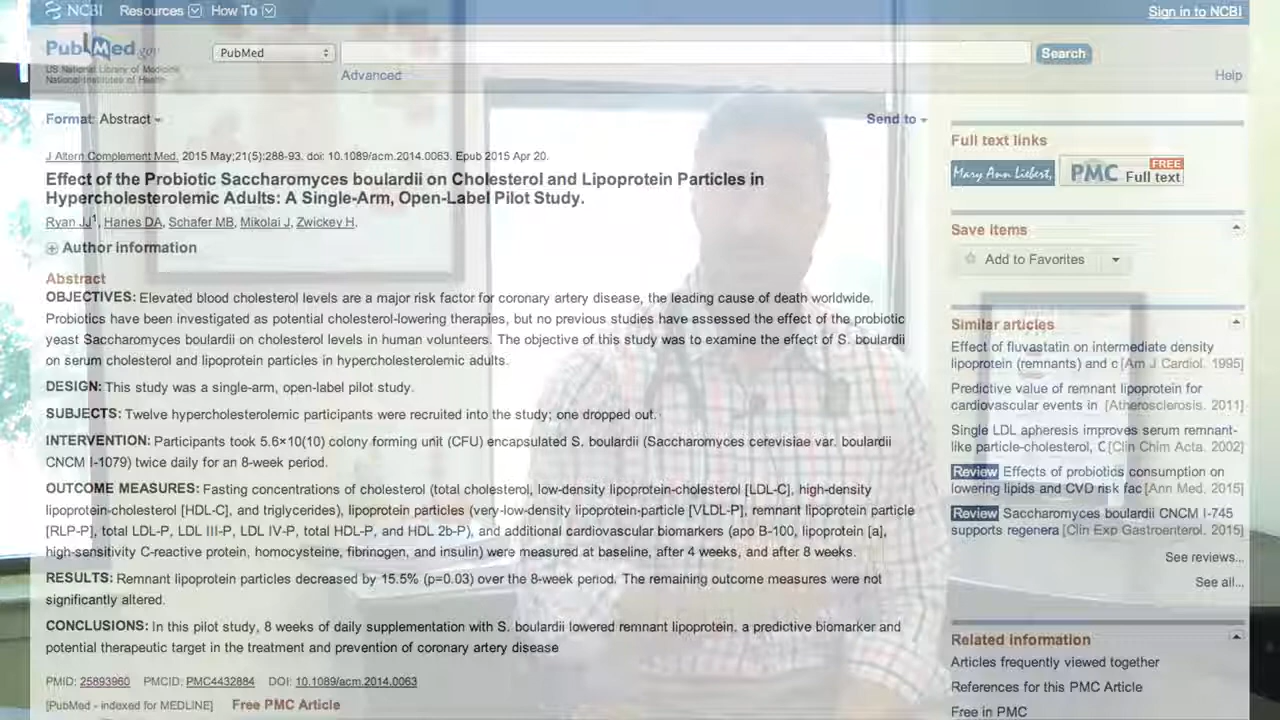 NCBI Resources How To Sign in to NCBI
PubMed.gov
US National Library of Medicine
National Institutes of Health
PubMed
Search
Advanced
Help
Format: Abstract
Send to
J Altern Complement Med. 2015 May;21(5):288-93. doi: 10.1089/acm.2014.0063. Epub 2015 Apr 20.
Effect of the Probiotic Saccharomyces boulardii on Cholesterol and Lipoprotein Particles in
Hypercholesterolemic Adults: A Single-Arm, Open-Label Pilot Study.
Ryan JJ1, Hanes DA, Schafer MB, Mikolai J, Zwickey H.
Author information
Abstract
OBJECTIVES: Elevated blood cholesterol levels are a major risk factor for coronary artery disease, the leading cause of death worldwide.
Probiotics have been investigated as potential cholesterol-lowering therapies, but no previous studies have assessed the effect of the probiotic
yeast Saccharomyces boulardii on cholesterol levels in human volunteers. The objective of this study was to examine the effect of S. boulardii
on serum cholesterol and lipoprotein particles in hypercholesterolemic adults.
DESIGN: This study was a single-arm, open-label pilot study.
SUBJECTS: Twelve hypercholesterolemic participants were recruited into the study; one dropped out.
INTERVENTION: Participants took 5.6×10(10) colony forming unit (CFU) encapsulated S. boulardii (Saccharomyces cerevisiae var. boulardii
CNCM I-1079) twice daily for an 8-week period.
OUTCOME MEASURES: Fasting concentrations of cholesterol (total cholesterol, low-density lipoprotein-cholesterol [LDL-C], high-density
lipoprotein-cholesterol [HDL-C], and triglycerides), lipoprotein particles (very-low-density lipoprotein-particle [VLDL-P], remnant lipoprotein particle
[RLP-P], total LDL-P, LDL III-P, LDL IV-P, total HDL-P, and HDL 2b-P), and additional cardiovascular biomarkers (apo B-100, lipoprotein [a],
high-sensitivity C-reactive protein, homocysteine, fibrinogen, and insulin) were measured at baseline, after 4 weeks, and after 8 weeks.
RESULTS: Remnant lipoprotein particles decreased by 15.5% (p=0.03) over the 8-week period. The remaining outcome measures were not
significantly altered.
CONCLUSIONS: In this pilot study, 8 weeks of daily supplementation with S. boulardii lowered remnant lipoprotein, a predictive biomarker and
potential therapeutic target in the treatment and prevention of coronary artery disease
PMID: 25893960 PMCID: PMC4432884 DOI: 10.1089/acm.2014.0063
[PubMed - indexed for MEDLINE] Free PMC Article
Full text links
Mary Ann Liebert,
PMC FREE Full text
Save items
Add to Favorites
Similar articles
Effect of fluvastatin on intermediate density
lipoprotein (remnants) and c [Am J Cardiol. 1995]
Predictive value of remnant lipoprotein for
cardiovascular events in [Atherosclerosis. 2011]
Single LDL apheresis improves serum remnant-
like particle-cholesterol, C [Clin Chim Acta. 2002]
Review Effects of probiotics consumption on
lowering lipids and CVD risk fac [Ann Med. 2015]
Review Saccharomyces boulardii CNCM I-745
supports regenera [Clin Exp Gastroenterol. 2015]
See reviews...
See all...
Related information
Articles frequently viewed together
References for this PMC Article
Free in PMC